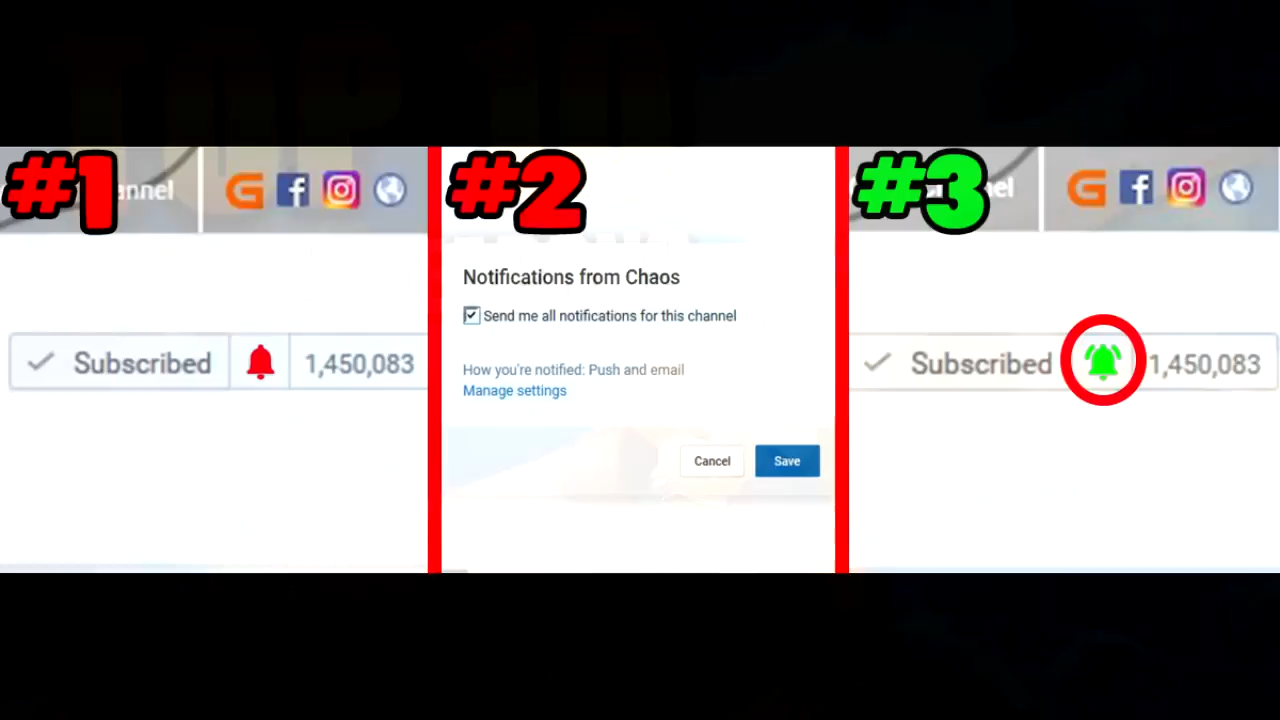 #1
nnel
Subscribed
1,450,083
#2
Notifications from Chaos
Send me all notifications for this channel
How you're notified: Push and email
Manage settings
Cancel
Save
#3
Subscribed
1,450,083